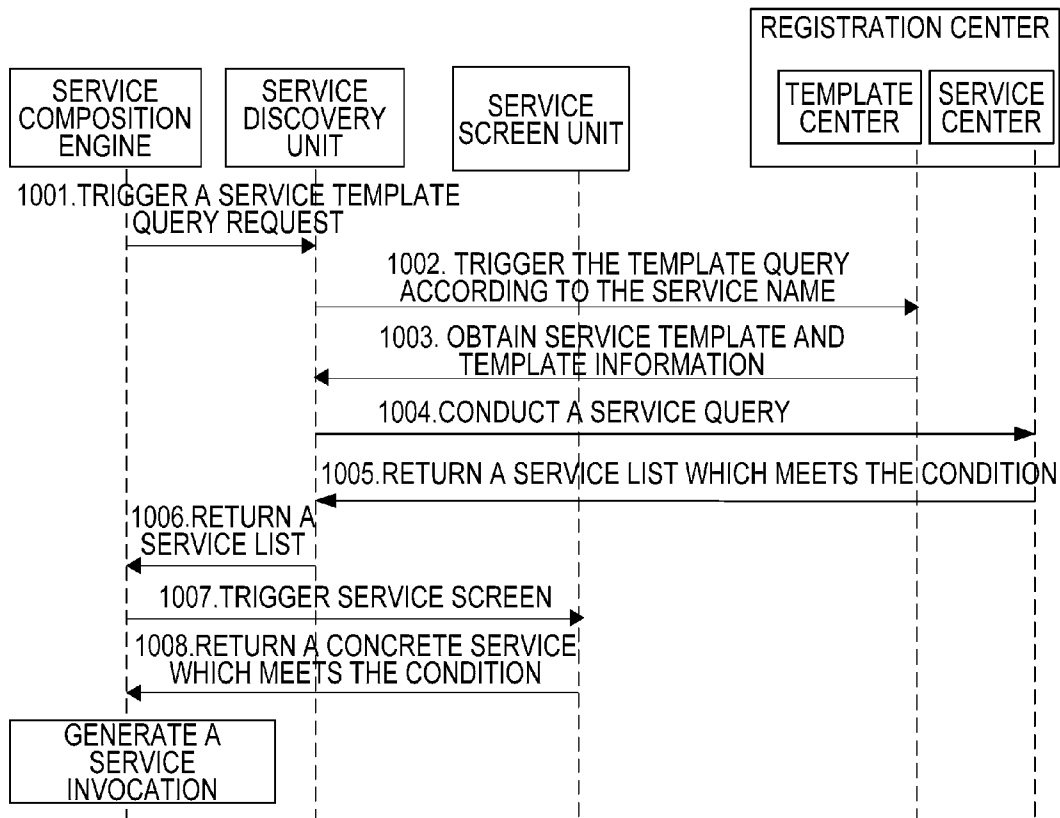 REGISTRATION CENTER
SERVICE
COMPOSITION
ENGINE
SERVICE
DISCOVERY
UNIT
SERVICE
SCREEN UNIT
TEMPLATE
CENTER
SERVICE
CENTER
1001.TRIGGER A SERVICE TEMPLATE
QUERY REQUEST
1002. TRIGGER THE TEMPLATE QUERY
ACCORDING TO THE SERVICE NAME
1003. OBTAIN SERVICE TEMPLATE AND
TEMPLATE INFORMATION
1004.CONDUCT A SERVICE QUERY
1005.RETURN A SERVICE LIST WHICH MEETS THE CONDITION
1006.RETURN A
SERVICE LIST
1007.TRIGGER SERVICE SCREEN
1008.RETURN A CONCRETE SERVICE
WHICH MEETS THE CONDITION
GENERATE A
SERVICE
INVOCATION